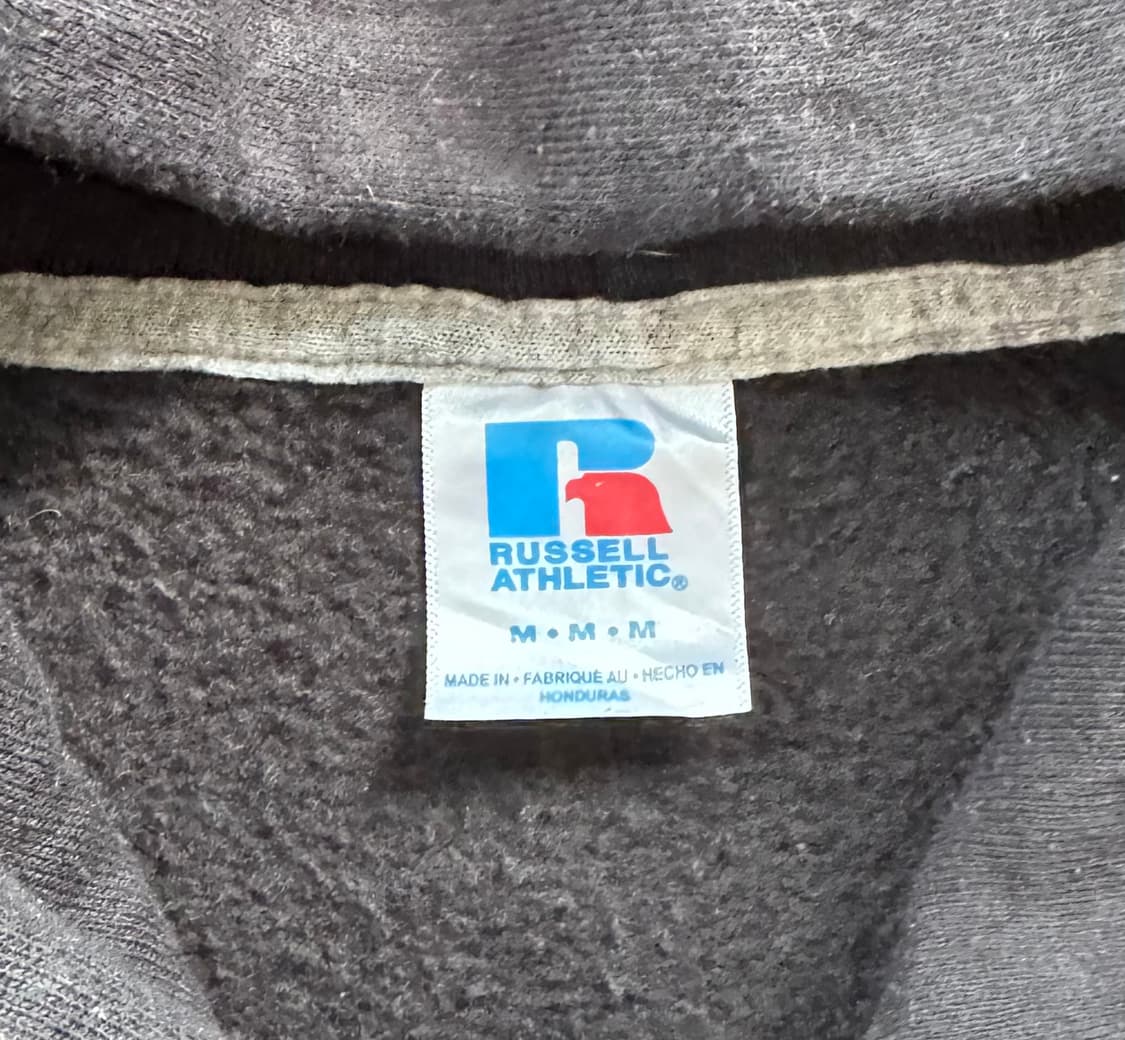 RUSSELL
ATHLETIC®
M • M • M
MADE IN • FABRIQUÉ AU • HECHO EN
HONDURAS